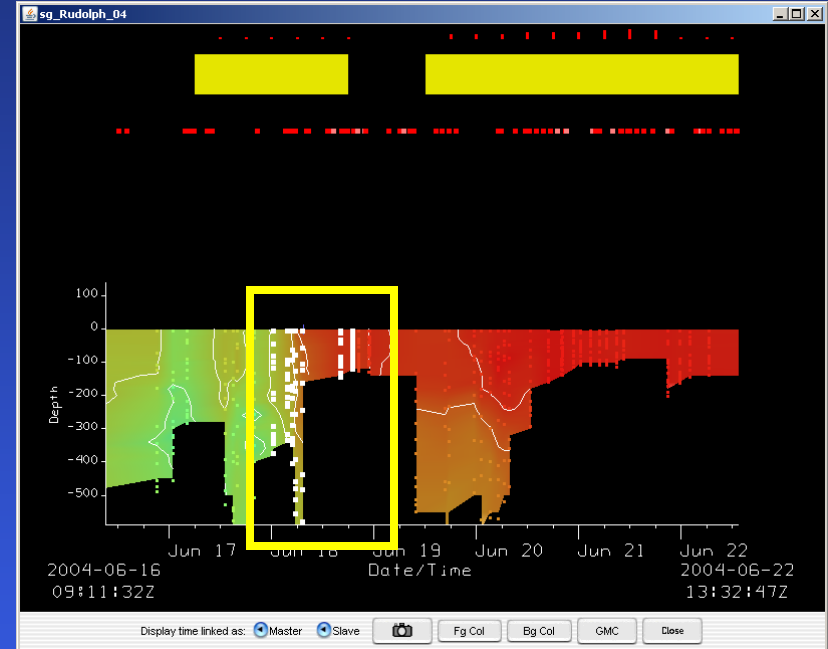 sg_Rudolph_04
100
0
-100
-200
-300
-400
-500
Depth
Jun 17 Jun 18 Jun 19 Jun 20 Jun 21 Jun 22
2004-06-16 Date/Time 2004-06-22
09:11:32Z 13:32:47Z
Display time linked as: Master Slave Fg Col Bg Col GMC Close